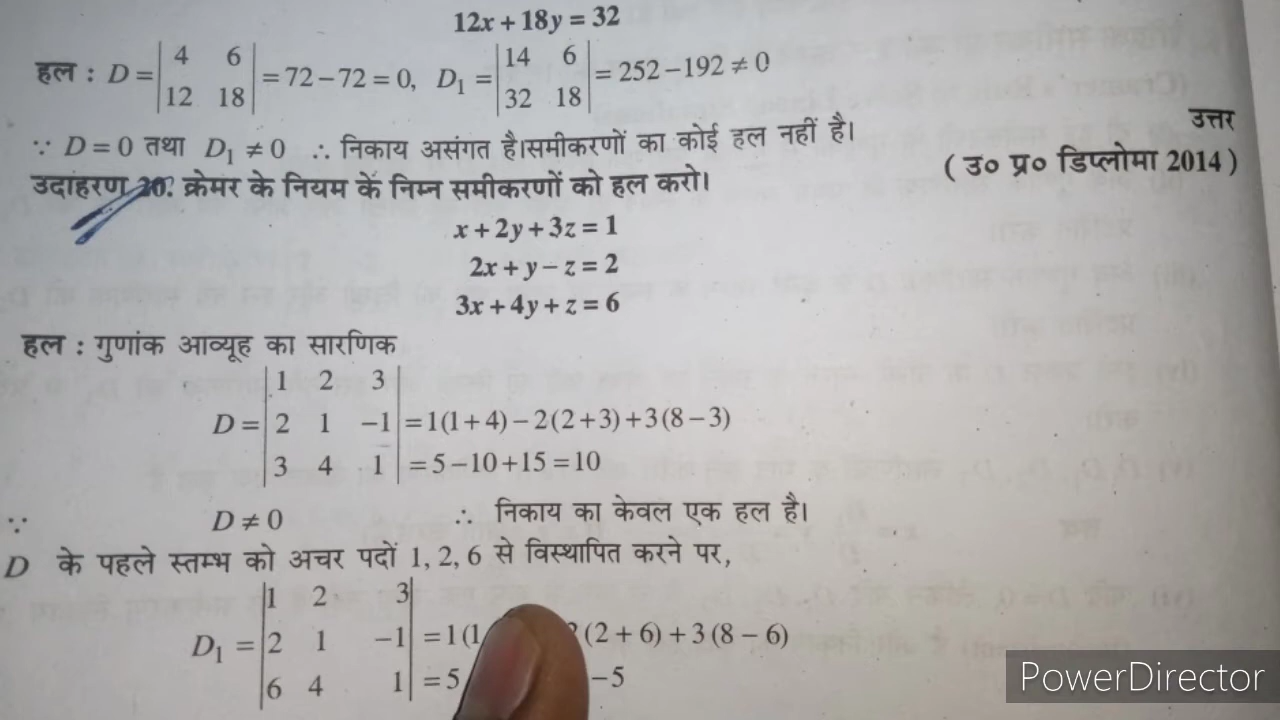 12x + 18y = 32
हल : D = |4 6; 12 18| = 72 − 72 = 0, D₁ = |14 6; 32 18| = 252 − 192 ≠ 0
उत्तर
∵ D = 0 तथा D₁ ≠ 0 ∴ निकाय असंगत है।समीकरणों का कोई हल नहीं है।
( उ० प्र० डिप्लोमा 2014 )
उदाहरण 20. क्रेमर के नियम के निम्न समीकरणों को हल करो।
x + 2y + 3z = 1
2x + y − z = 2
3x + 4y + z = 6
हल : गुणांक आव्यूह का सारणिक
|1 2 3|
D = |2 1 −1| = 1(1 + 4) − 2(2 + 3) + 3(8 − 3)
|3 4 1| = 5 − 10 + 15 = 10
∵ D ≠ 0 ∴ निकाय का केवल एक हल है।
D के पहले स्तम्भ को अचर पदों 1, 2, 6 से विस्थापित करने पर,
|1 2 3|
D₁ = |2 1 −1| = 1(1 (2 + 6) + 3(8 − 6)
|6 4 1| = 5 −5
PowerDirector